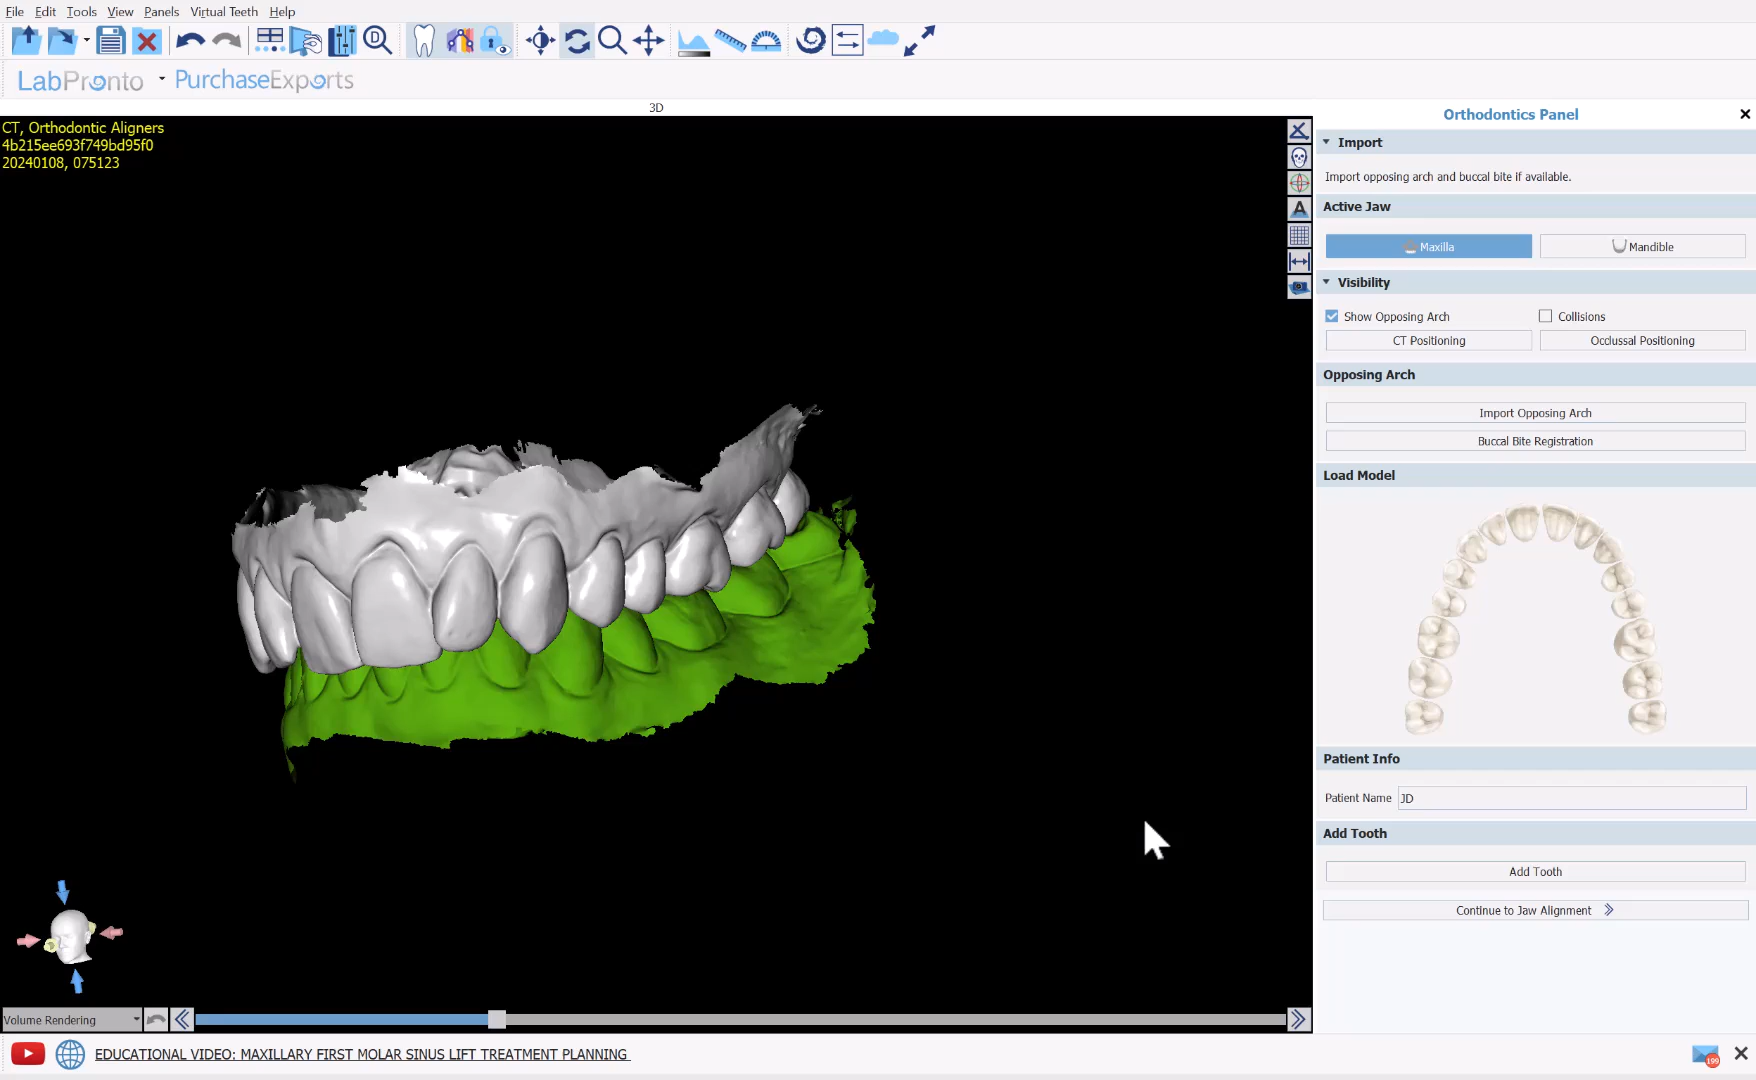 File Edit Tools View Panels Virtual Teeth Help
D
LabPronto PurchaseExports
3D
CT, Orthodontic Aligners
4b215ee693f749bd95f0
20240108, 075123
A
Orthodontics Panel
Import
Import opposing arch and buccal bite if available.
Active Jaw
Maxilla Mandible
Visibility
Show Opposing Arch Collisions
CT Positioning Occlussal Positioning
Opposing Arch
Import Opposing Arch
Buccal Bite Registration
Load Model
Patient Info
Patient Name JD
Add Tooth
Add Tooth
Continue to Jaw Alignment
Volume Rendering
EDUCATIONAL VIDEO: MAXILLARY FIRST MOLAR SINUS LIFT TREATMENT PLANNING
199